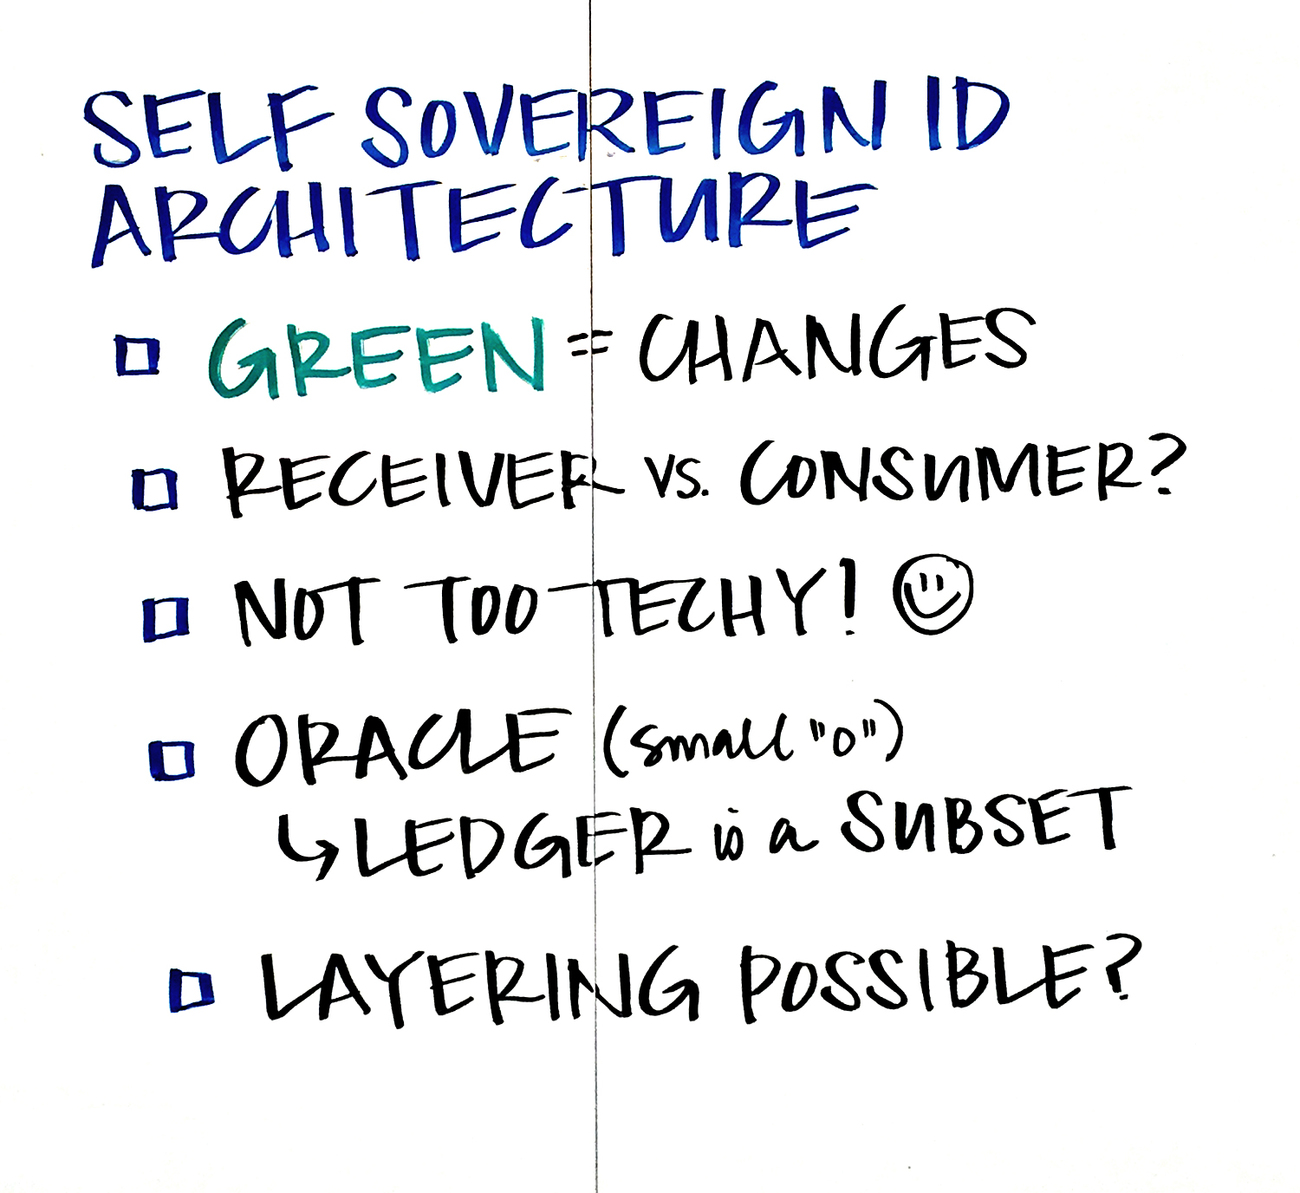 SELF SOVEREIGN ID
ARCHITECTURE
GREEN = CHANGES
RECEIVER VS. CONSUMER?
NOT TOO TECHY!
ORACLE (small "o")
↳ LEDGER is a SUBSET
LAYERING POSSIBLE?